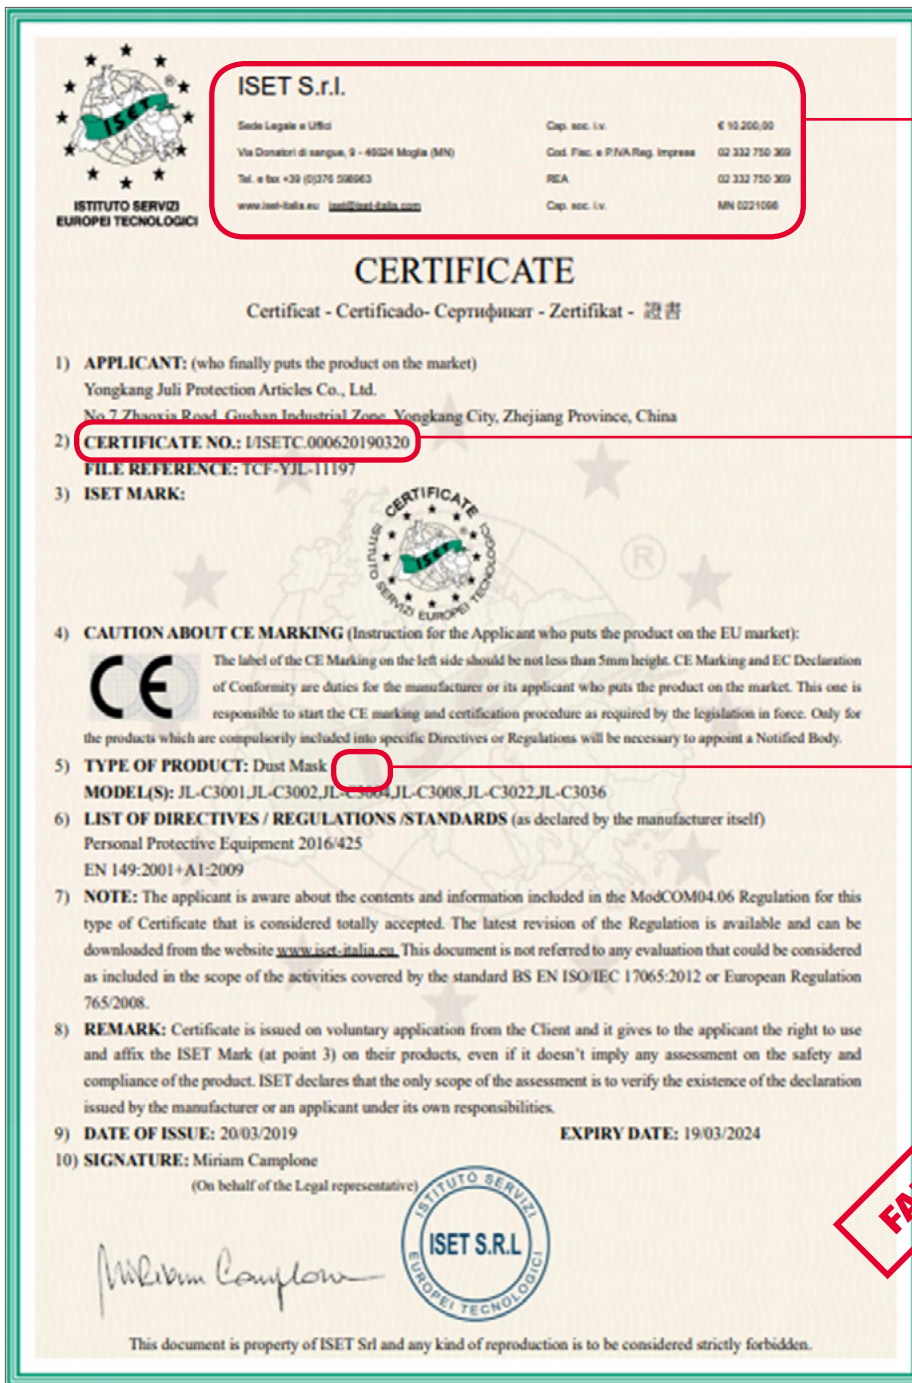 ISET
®
ISTITUTO SERVIZI
EUROPEI TECNOLOGICI
ISET S.r.l.
Sede Legale e Uffici
Via Donatori di sangue, 9 - 46024 Moglia (MN)
Tel. e fax +39 (0)376 598963
www.iset-italia.eu iset@iset-italia.com
Cap. soc. i.v. € 10.200,00
Cod. Fisc. e P.IVA Reg. Imprese 02 332 750 369
REA 02 332 750 369
Cap. soc. i.v. MN 0221098
CERTIFICATE
Certificat - Certificado- Сертификат - Zertifikat - 證書
1) APPLICANT: (who finally puts the product on the market)
Yongkang Juli Protection Articles Co., Ltd.
No.7 Zhaoxia Road, Gushan Industrial Zone, Yongkang City, Zhejiang Province, China
2) CERTIFICATE NO.: I/ISETC.000620190320
FILE REFERENCE: TCF-YJL-11197
3) ISET MARK:
CERTIFICATE
ISTITUTO SERVIZI EUROPEI TECNOLOGICI
ISET
®
4) CAUTION ABOUT CE MARKING (Instruction for the Applicant who puts the product on the EU market):
CE
The label of the CE Marking on the left side should be not less than 5mm height. CE Marking and EC Declaration
of Conformity are duties for the manufacturer or its applicant who puts the product on the market. This one is
responsible to start the CE marking and certification procedure as required by the legislation in force. Only for
the products which are compulsorily included into specific Directives or Regulations will be necessary to appoint a Notified Body.
5) TYPE OF PRODUCT: Dust Mask
MODEL(S): JL-C3001,JL-C3002,JL-C3004,JL-C3008,JL-C3022,JL-C3036
6) LIST OF DIRECTIVES / REGULATIONS /STANDARDS (as declared by the manufacturer itself)
Personal Protective Equipment 2016/425
EN 149:2001+A1:2009
7) NOTE: The applicant is aware about the contents and information included in the ModCOM04.06 Regulation for this
type of Certificate that is considered totally accepted. The latest revision of the Regulation is available and can be
downloaded from the website www.iset-italia.eu. This document is not referred to any evaluation that could be considered
as included in the scope of the activities covered by the standard BS EN ISO/IEC 17065:2012 or European Regulation
765/2008.
8) REMARK: Certificate is issued on voluntary application from the Client and it gives to the applicant the right to use
and affix the ISET Mark (at point 3) on their products, even if it doesn't imply any assessment on the safety and
compliance of the product. ISET declares that the only scope of the assessment is to verify the existence of the declaration
issued by the manufacturer or an applicant under its own responsibilities.
9) DATE OF ISSUE: 20/03/2019 EXPIRY DATE: 19/03/2024
10) SIGNATURE: Miriam Camplone
(On behalf of the Legal representative)
Miriam Camplone
ISTITUTO SERVIZI
ISET S.R.L
EUROPEI TECNOLOGICI
FA
This document is property of ISET Srl and any kind of reproduction is to be considered strictly forbidden.